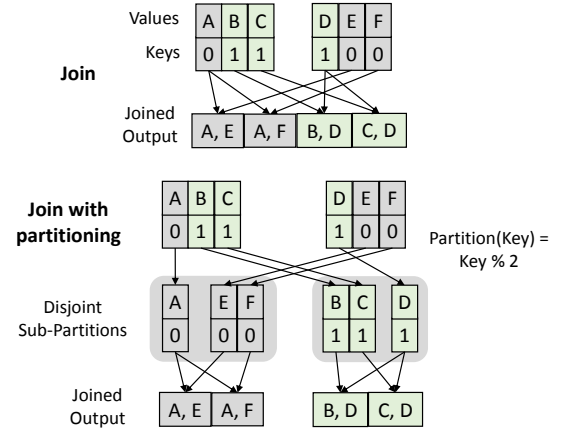 Values A B C D E F
Keys 0 1 1 1 0 0
Join
Joined
Output
A, E A, F B, D C, D
A B C D E F
0 1 1 1 0 0
Join with
partitioning
Partition(Key) =
Key % 2
A E F B C D
0 0 0 1 1 1
Disjoint
Sub-Partitions
Joined
Output
A, E A, F B, D C, D